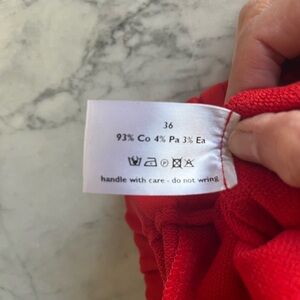 36
93% Co 4% Pa 3% Ea
handle with care - do not wring